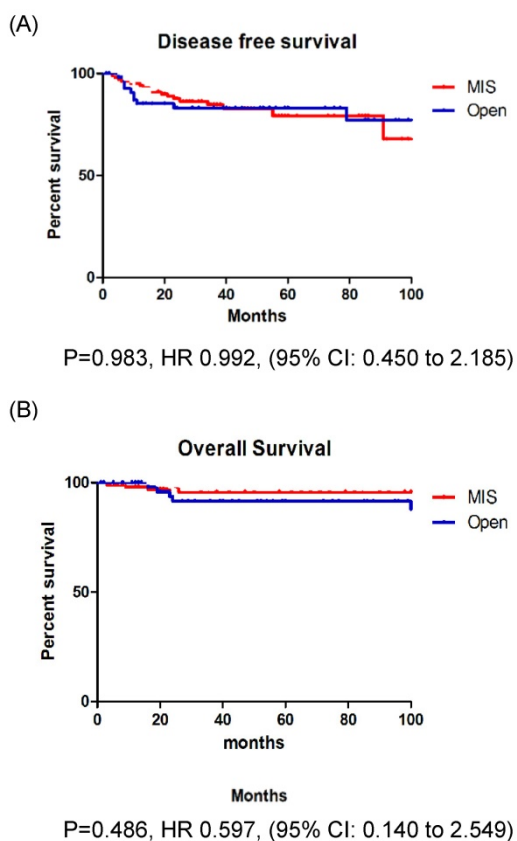 (A)
Disease free survival
Percent survival
100
50
0
0 20 40 60 80 100
Months
MIS
Open
P=0.983, HR 0.992, (95% CI: 0.450 to 2.185)
(B)
Overall Survival
Percent survival
100
50
0
0 20 40 60 80 100
months
MIS
Open
Months
P=0.486, HR 0.597, (95% CI: 0.140 to 2.549)